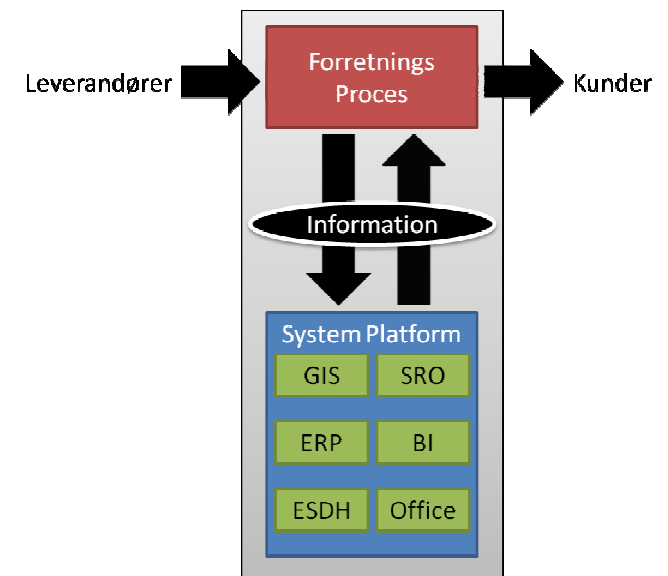 Forretnings
Proces
Leverandører
Kunder
Information
System Platform
GIS
SRO
ERP
BI
ESDH
Office